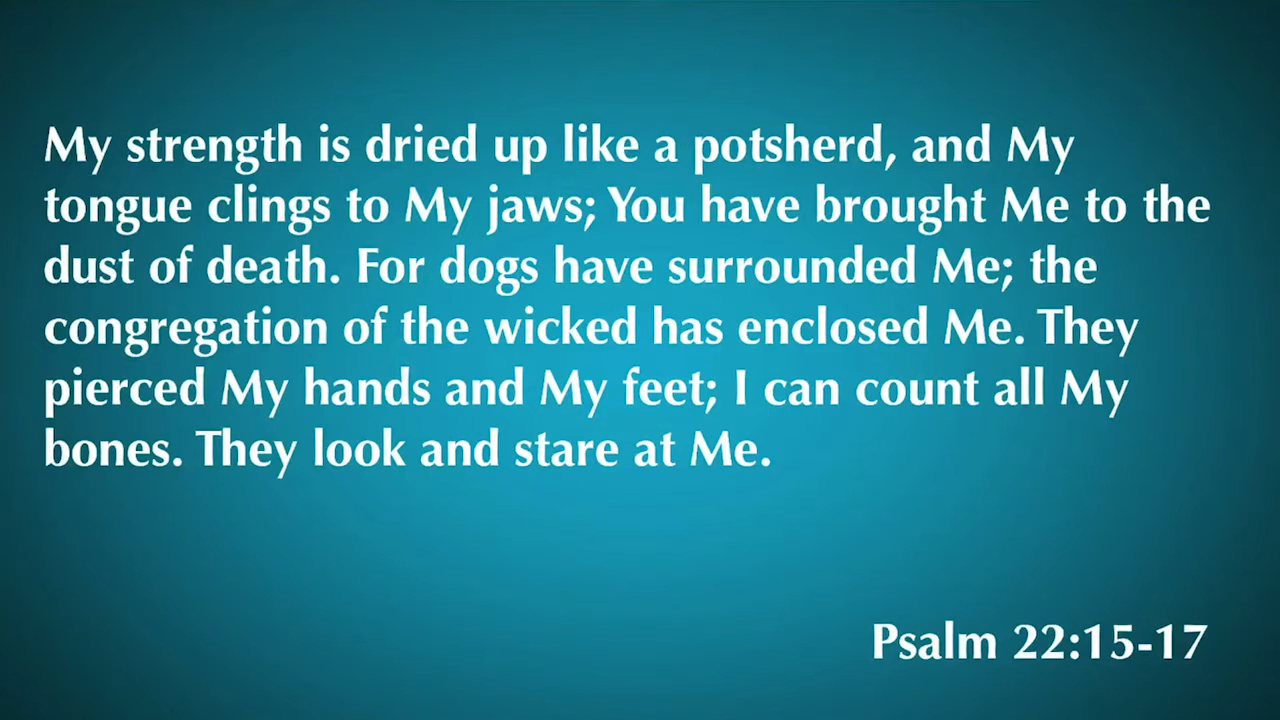 My strength is dried up like a potsherd, and My
tongue clings to My jaws; You have brought Me to the
dust of death. For dogs have surrounded Me; the
congregation of the wicked has enclosed Me. They
pierced My hands and My feet; I can count all My
bones. They look and stare at Me.
Psalm 22:15-17